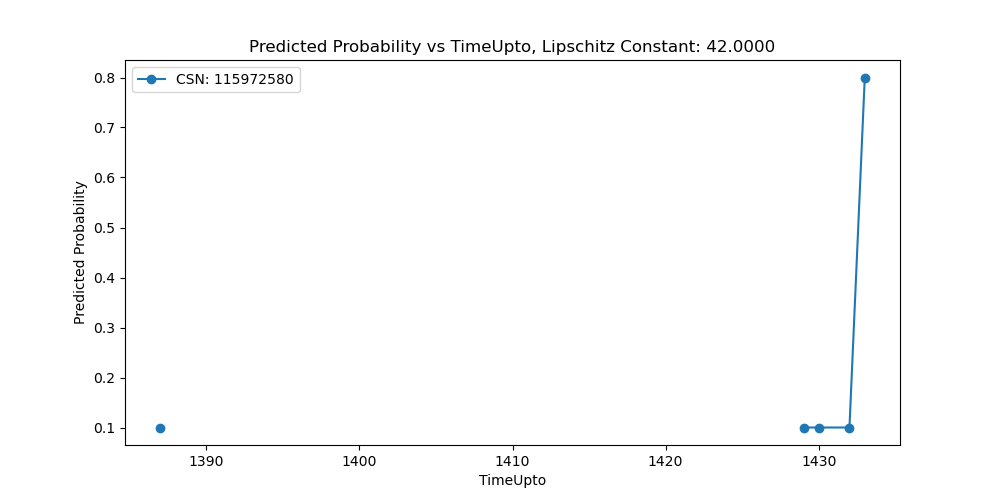 Predicted Probability vs TimeUpto, Lipschitz Constant: 42.0000
CSN: 115972580
Predicted Probability
0.8
0.7
0.6
0.5
0.4
0.3
0.2
0.1
1390 1400 1410 1420 1430
TimeUpto